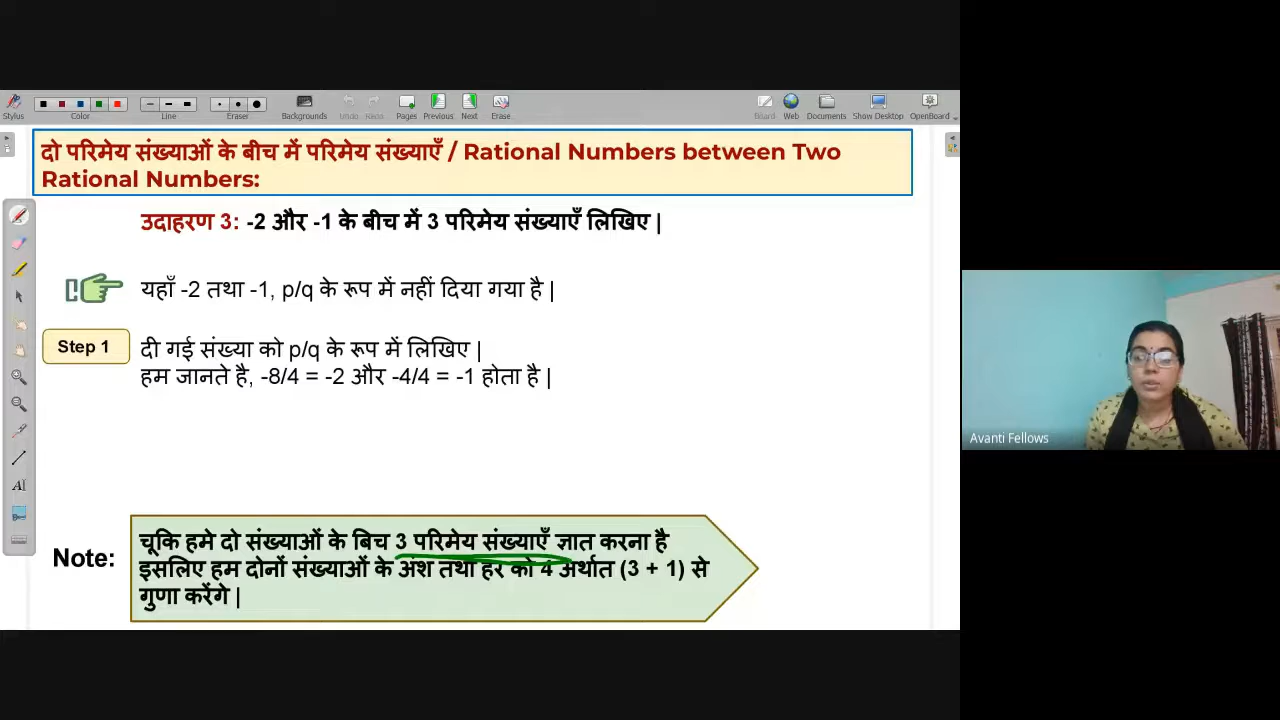 Stylus
Color
Line
Eraser
Backgrounds
Undo
Redo
Pages
Previous
Next
Erase
Board
Web
Documents
Show Desktop
OpenBoard
दो परिमेय संख्याओं के बीच में परिमेय संख्याएँ / Rational Numbers between Two
Rational Numbers:
उदाहरण 3: -2 और -1 के बीच में 3 परिमेय संख्याएँ लिखिए |
यहाँ -2 तथा -1, p/q के रूप में नहीं दिया गया है |
Step 1
दी गई संख्या को p/q के रूप में लिखिए |
हम जानते है, -8/4 = -2 और -4/4 = -1 होता है |
Note:
चूकि हमे दो संख्याओं के बिच 3 परिमेय संख्याएँ ज्ञात करना है
इसलिए हम दोनों संख्याओं के अंश तथा हर को 4 अर्थात (3 + 1) से
गुणा करेंगे |
Avanti Fellows